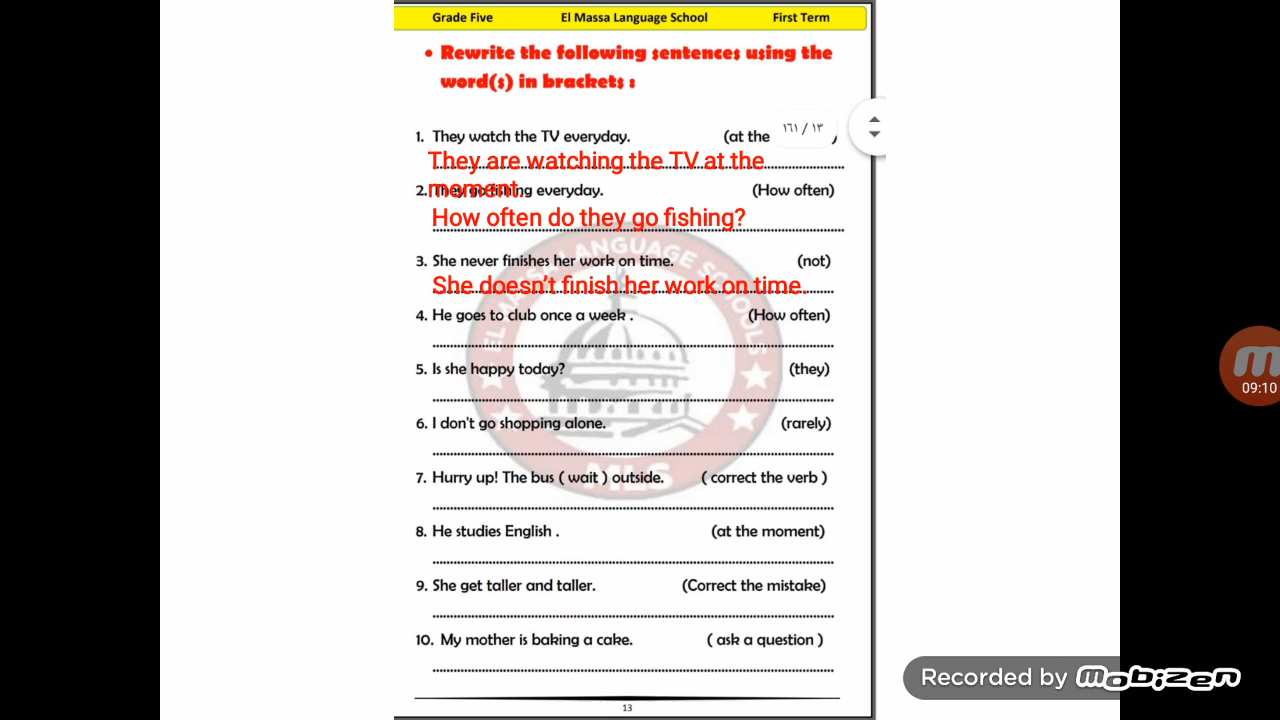 Grade Five El Massa Language School First Term
• Rewrite the following sentences using the
word(s) in brackets :
1. They watch the TV everyday. (at the )
١٦١ / ١٣
They are watching the TV at the
moment.
2. They go fishing everyday. (How often)
How often do they go fishing?
3. She never finishes her work on time. (not)
She doesn't finish her work on time.
4. He goes to club once a week . (How often)
5. Is she happy today? (they)
6. I don't go shopping alone. (rarely)
7. Hurry up! The bus ( wait ) outside. ( correct the verb )
8. He studies English . (at the moment)
9. She get taller and taller. (Correct the mistake)
10. My mother is baking a cake. ( ask a question )
EL MASSA LANGUAGE SCHOOLS
MLS
09:10
Recorded by mobizen
13